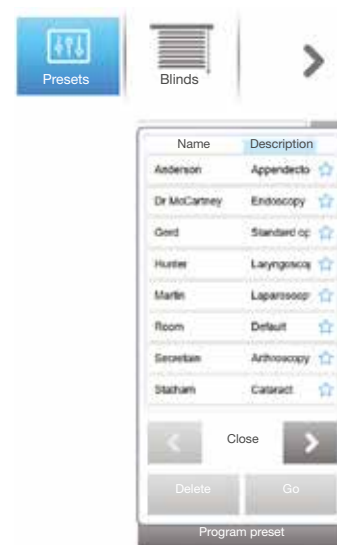 Presets Blinds
Name Description
Anderson Appendecto
Dr McCartney Endoscopy
Gerd Standard op
Hunter Laryngoscop
Martin Laparoscop
Room Default
Secretain Arthroscopy
Statham Cataract
Close
Delete Go
Program preset